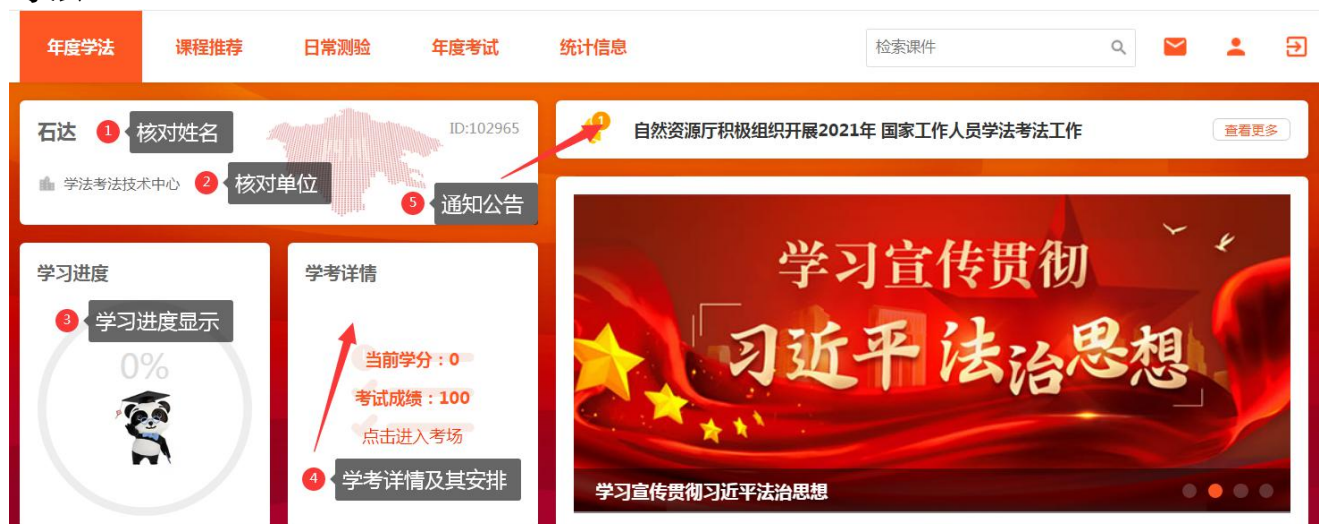 年度学法
课程推荐
日常测验
年度考试
统计信息
检索课件
石达
1 核对姓名
ID:102965
学法考法技术中心
2 核对单位
5 通知公告
1
自然资源厅积极组织开展2021年 国家工作人员学法考法工作
查看更多
学习进度
3 学习进度显示
0%
学考详情
当前学分：0
考试成绩：100
点击进入考场
4 学考详情及其安排
学习宣传贯彻
习近平法治思想
学习宣传贯彻习近平法治思想